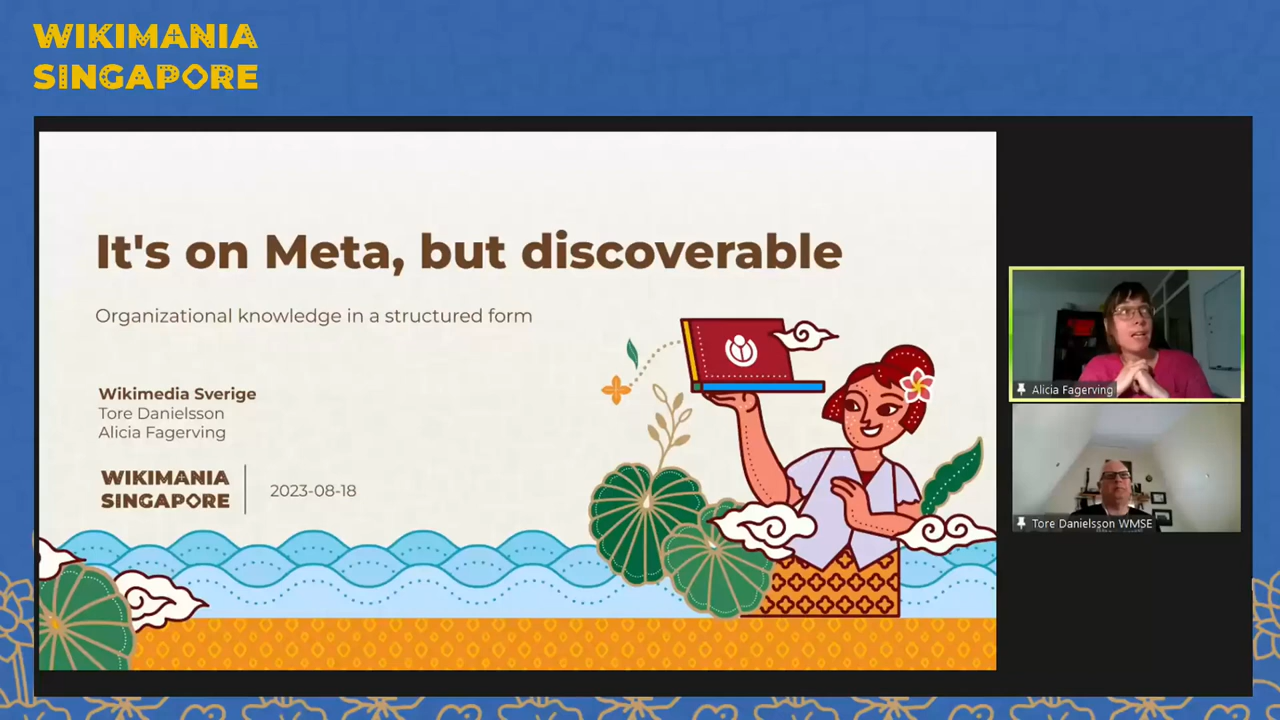 WIKIMANIA
SINGAPORE
It's on Meta, but discoverable
Organizational knowledge in a structured form
Wikimedia Sverige
Tore Danielsson
Alicia Fagerving
WIKIMANIA
SINGAPORE
2023-08-18
Alicia Fagerving
Tore Danielsson WMSE